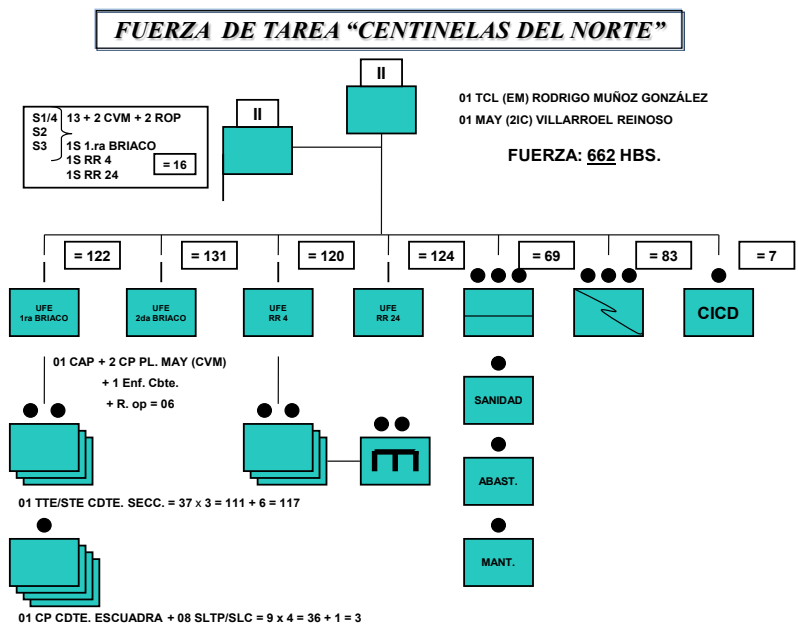 FUERZA DE TAREA “CENTINELAS DEL NORTE”
II
II
01 TCL (EM) RODRIGO MUÑOZ GONZÁLEZ
01 MAY (2IC) VILLARROEL REINOSO
FUERZA: 662 HBS.
S1/4 13 + 2 CVM + 2 ROP
S2
S3 1S 1.ra BRIACO
1S RR 4
1S RR 24
= 16
= 122
= 131
= 120
= 124
= 69
= 83
= 7
UFE
1ra BRIACO
UFE
2da BRIACO
UFE
RR 4
UFE
RR 24
CICD
01 CAP + 2 CP PL. MAY (CVM)
+ 1 Enf. Cbte.
+ R. op = 06
SANIDAD
ABAST.
MANT.
01 TTE/STE CDTE. SECC. = 37 x 3 = 111 + 6 = 117
01 CP CDTE. ESCUADRA + 08 SLTP/SLC = 9 x 4 = 36 + 1 = 3